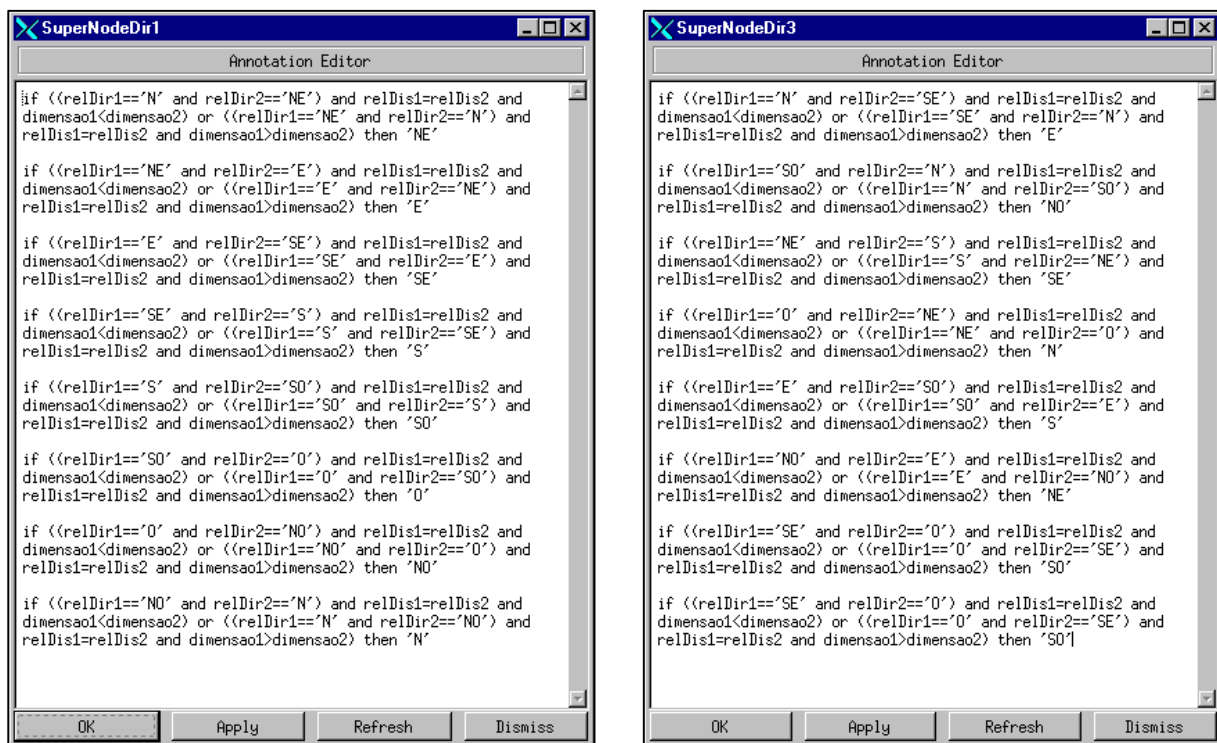 SuperNodeDir1
Annotation Editor
if ((relDir1=='N' and relDir2=='NE') and relDis1=relDis2 and
dimensao1<dimensao2) or ((relDir1=='NE' and relDir2=='N') and
relDis1=relDis2 and dimensao1>dimensao2) then 'NE'
if ((relDir1=='NE' and relDir2=='E') and relDis1=relDis2 and
dimensao1<dimensao2) or ((relDir1=='E' and relDir2=='NE') and
relDis1=relDis2 and dimensao1>dimensao2) then 'E'
if ((relDir1=='E' and relDir2=='SE') and relDis1=relDis2 and
dimensao1<dimensao2) or ((relDir1=='SE' and relDir2=='E') and
relDis1=relDis2 and dimensao1>dimensao2) then 'SE'
if ((relDir1=='SE' and relDir2=='S') and relDis1=relDis2 and
dimensao1<dimensao2) or ((relDir1=='S' and relDir2=='SE') and
relDis1=relDis2 and dimensao1>dimensao2) then 'S'
if ((relDir1=='S' and relDir2=='SO') and relDis1=relDis2 and
dimensao1<dimensao2) or ((relDir1=='SO' and relDir2=='S') and
relDis1=relDis2 and dimensao1>dimensao2) then 'SO'
if ((relDir1=='SO' and relDir2=='O') and relDis1=relDis2 and
dimensao1<dimensao2) or ((relDir1=='O' and relDir2=='SO') and
relDis1=relDis2 and dimensao1>dimensao2) then 'O'
if ((relDir1=='O' and relDir2=='NO') and relDis1=relDis2 and
dimensao1<dimensao2) or ((relDir1=='NO' and relDir2=='O') and
relDis1=relDis2 and dimensao1>dimensao2) then 'NO'
if ((relDir1=='NO' and relDir2=='N') and relDis1=relDis2 and
dimensao1<dimensao2) or ((relDir1=='N' and relDir2=='NO') and
relDis1=relDis2 and dimensao1>dimensao2) then 'N'
OK Apply Refresh Dismiss
SuperNodeDir3
Annotation Editor
if ((relDir1=='N' and relDir2=='SE') and relDis1=relDis2 and
dimensao1<dimensao2) or ((relDir1=='SE' and relDir2=='N') and
relDis1=relDis2 and dimensao1>dimensao2) then 'E'
if ((relDir1=='SO' and relDir2=='N') and relDis1=relDis2 and
dimensao1<dimensao2) or ((relDir1=='N' and relDir2=='SO') and
relDis1=relDis2 and dimensao1>dimensao2) then 'NO'
if ((relDir1=='NE' and relDir2=='S') and relDis1=relDis2 and
dimensao1<dimensao2) or ((relDir1=='S' and relDir2=='NE') and
relDis1=relDis2 and dimensao1>dimensao2) then 'SE'
if ((relDir1=='O' and relDir2=='NE') and relDis1=relDis2 and
dimensao1<dimensao2) or ((relDir1=='NE' and relDir2=='O') and
relDis1=relDis2 and dimensao1>dimensao2) then 'N'
if ((relDir1=='E' and relDir2=='SO') and relDis1=relDis2 and
dimensao1<dimensao2) or ((relDir1=='SO' and relDir2=='E') and
relDis1=relDis2 and dimensao1>dimensao2) then 'S'
if ((relDir1=='NO' and relDir2=='E') and relDis1=relDis2 and
dimensao1<dimensao2) or ((relDir1=='E' and relDir2=='NO') and
relDis1=relDis2 and dimensao1>dimensao2) then 'NE'
if ((relDir1=='SE' and relDir2=='O') and relDis1=relDis2 and
dimensao1<dimensao2) or ((relDir1=='O' and relDir2=='SE') and
relDis1=relDis2 and dimensao1>dimensao2) then 'SO'
if ((relDir1=='SE' and relDir2=='O') and relDis1=relDis2 and
dimensao1<dimensao2) or ((relDir1=='O' and relDir2=='SE') and
relDis1=relDis2 and dimensao1>dimensao2) then 'SO'
OK Apply Refresh Dismiss